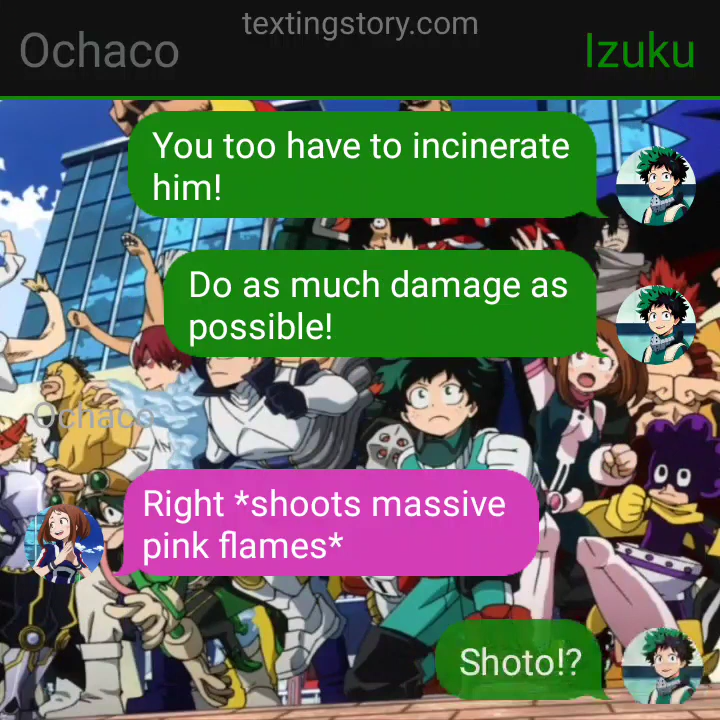 textingstory.com
Ochaco
Izuku
You too have to incinerate
him!
Do as much damage as
possible!
Ochaco
Right *shoots massive
pink flames*
Shoto!?